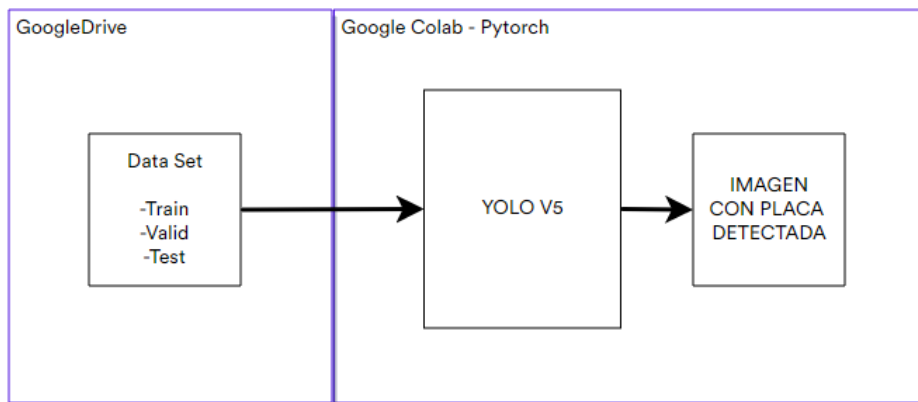 GoogleDrive
Google Colab - Pytorch
Data Set
-Train
-Valid
-Test
YOLO V5
IMAGEN
CON PLACA
DETECTADA